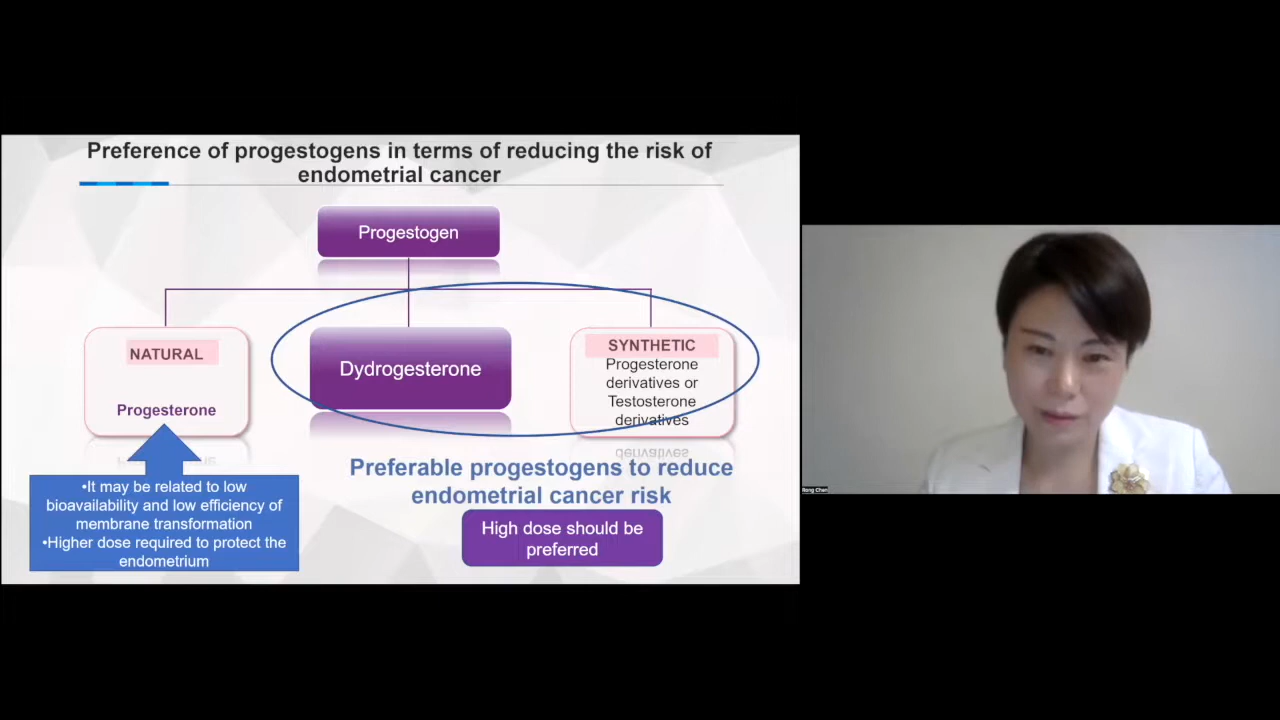 Preference of progestogens in terms of reducing the risk of
endometrial cancer
Progestogen
NATURAL
Progesterone
Dydrogesterone
SYNTHETIC
Progesterone
derivatives or
Testosterone
derivatives
•It may be related to low
bioavailability and low efficiency of
membrane transformation
•Higher dose required to protect the
endometrium
Preferable progestogens to reduce
endometrial cancer risk
High dose should be
preferred
Rong Chen